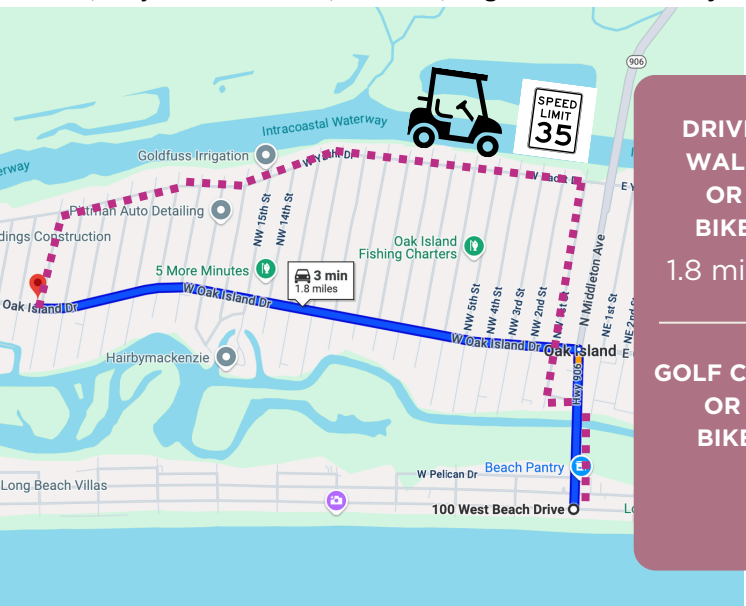 906
SPEED
LIMIT
35
Intracoastal Waterway
Goldfuss Irrigation
W Yacht Dr
W Yacht D
E Y
Pittman Auto Detailing
dings Construction
NW 15th St
NW 14th St
Oak Island
Fishing Charters
5 More Minutes
3 min
1.8 miles
W Oak Island Dr
Oak Island Dr
NW 5th St
NW 4th St
NW 3rd St
NW 2nd St
N Middleton Ave
NE 1st St
NE 2nd
W Oak Island Dr
Oak Island
E
Hwy 906
Hairbymackenzie
Beach Pantry
W Pelican Dr
Long Beach Villas
100 West Beach Drive
DRIV
WAL
OR
BIKE
1.8 mi
GOLF C
OR
BIKE